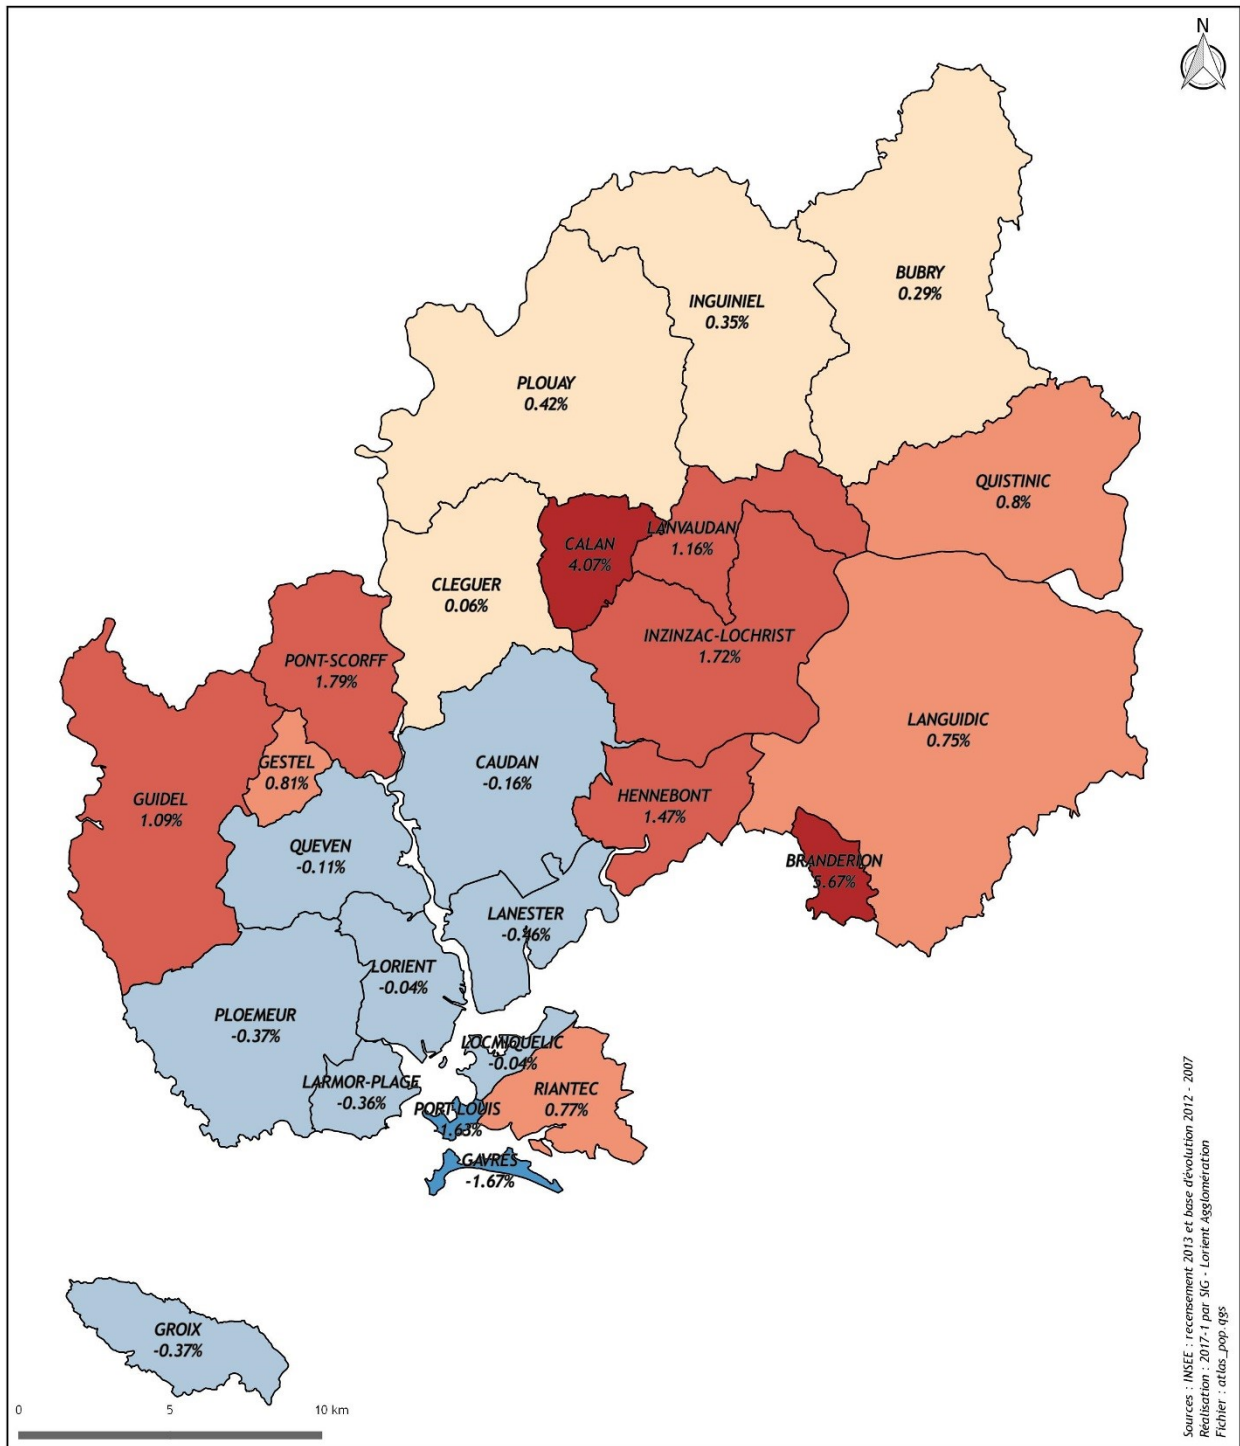 N
BUBRY
0.29%
INGUINIEL
0.35%
PLOUAY
0.42%
QUISTINIC
0.8%
LANVAUDAN
1.16%
CALAN
4.07%
CLEGUER
0.06%
INZINZAC-LOCHRIST
1.72%
PONT-SCORFF
1.79%
LANGUIDIC
0.75%
GESTEL
0.81%
CAUDAN
-0.16%
GUIDEL
1.09%
HENNEBONT
1.47%
QUEVEN
-0.11%
BRANDERION
5.67%
LANESTER
-0.46%
LORIENT
-0.04%
PLOEMEUR
-0.37%
LOCMIQUELIC
-0.04%
LARMOR-PLAGE
-0.36%
RIANTEC
0.77%
PORT-LOUIS
-1.63%
GAVRES
-1.67%
GROIX
-0.37%
0 5 10 km
Sources : INSEE : recensement 2013 et base d'évolution 2012 - 2007
Réalisation : 2017-1 par SIG - Lorient Agglomération
Fichier : atlas_pop.qgs